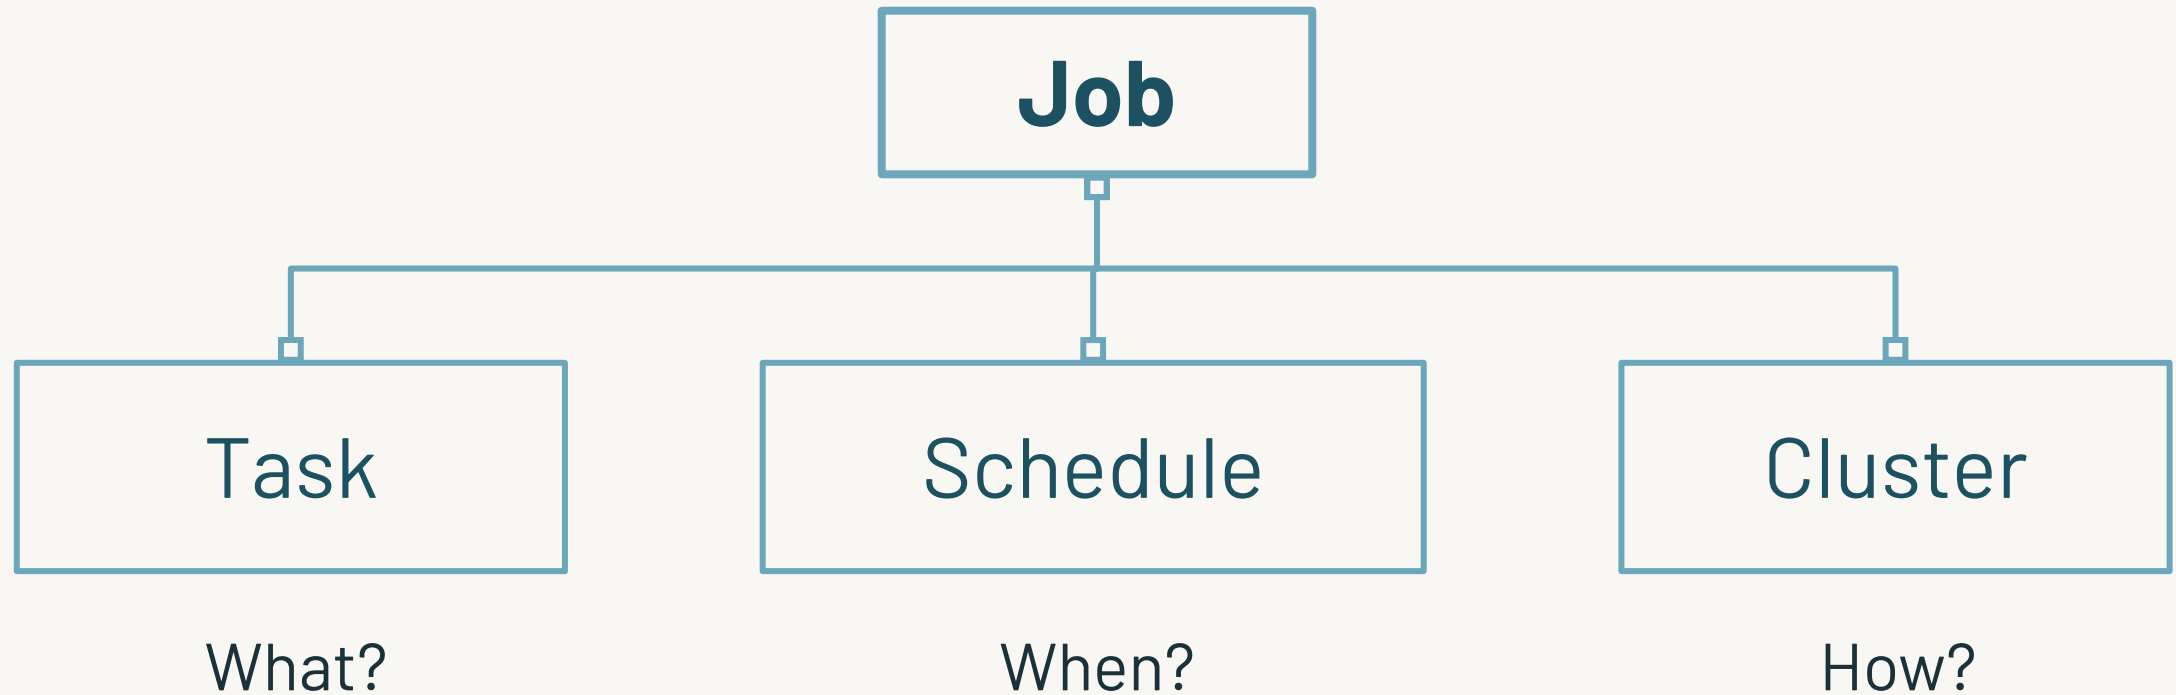 Job
Task
Schedule
Cluster
What?
When?
How?